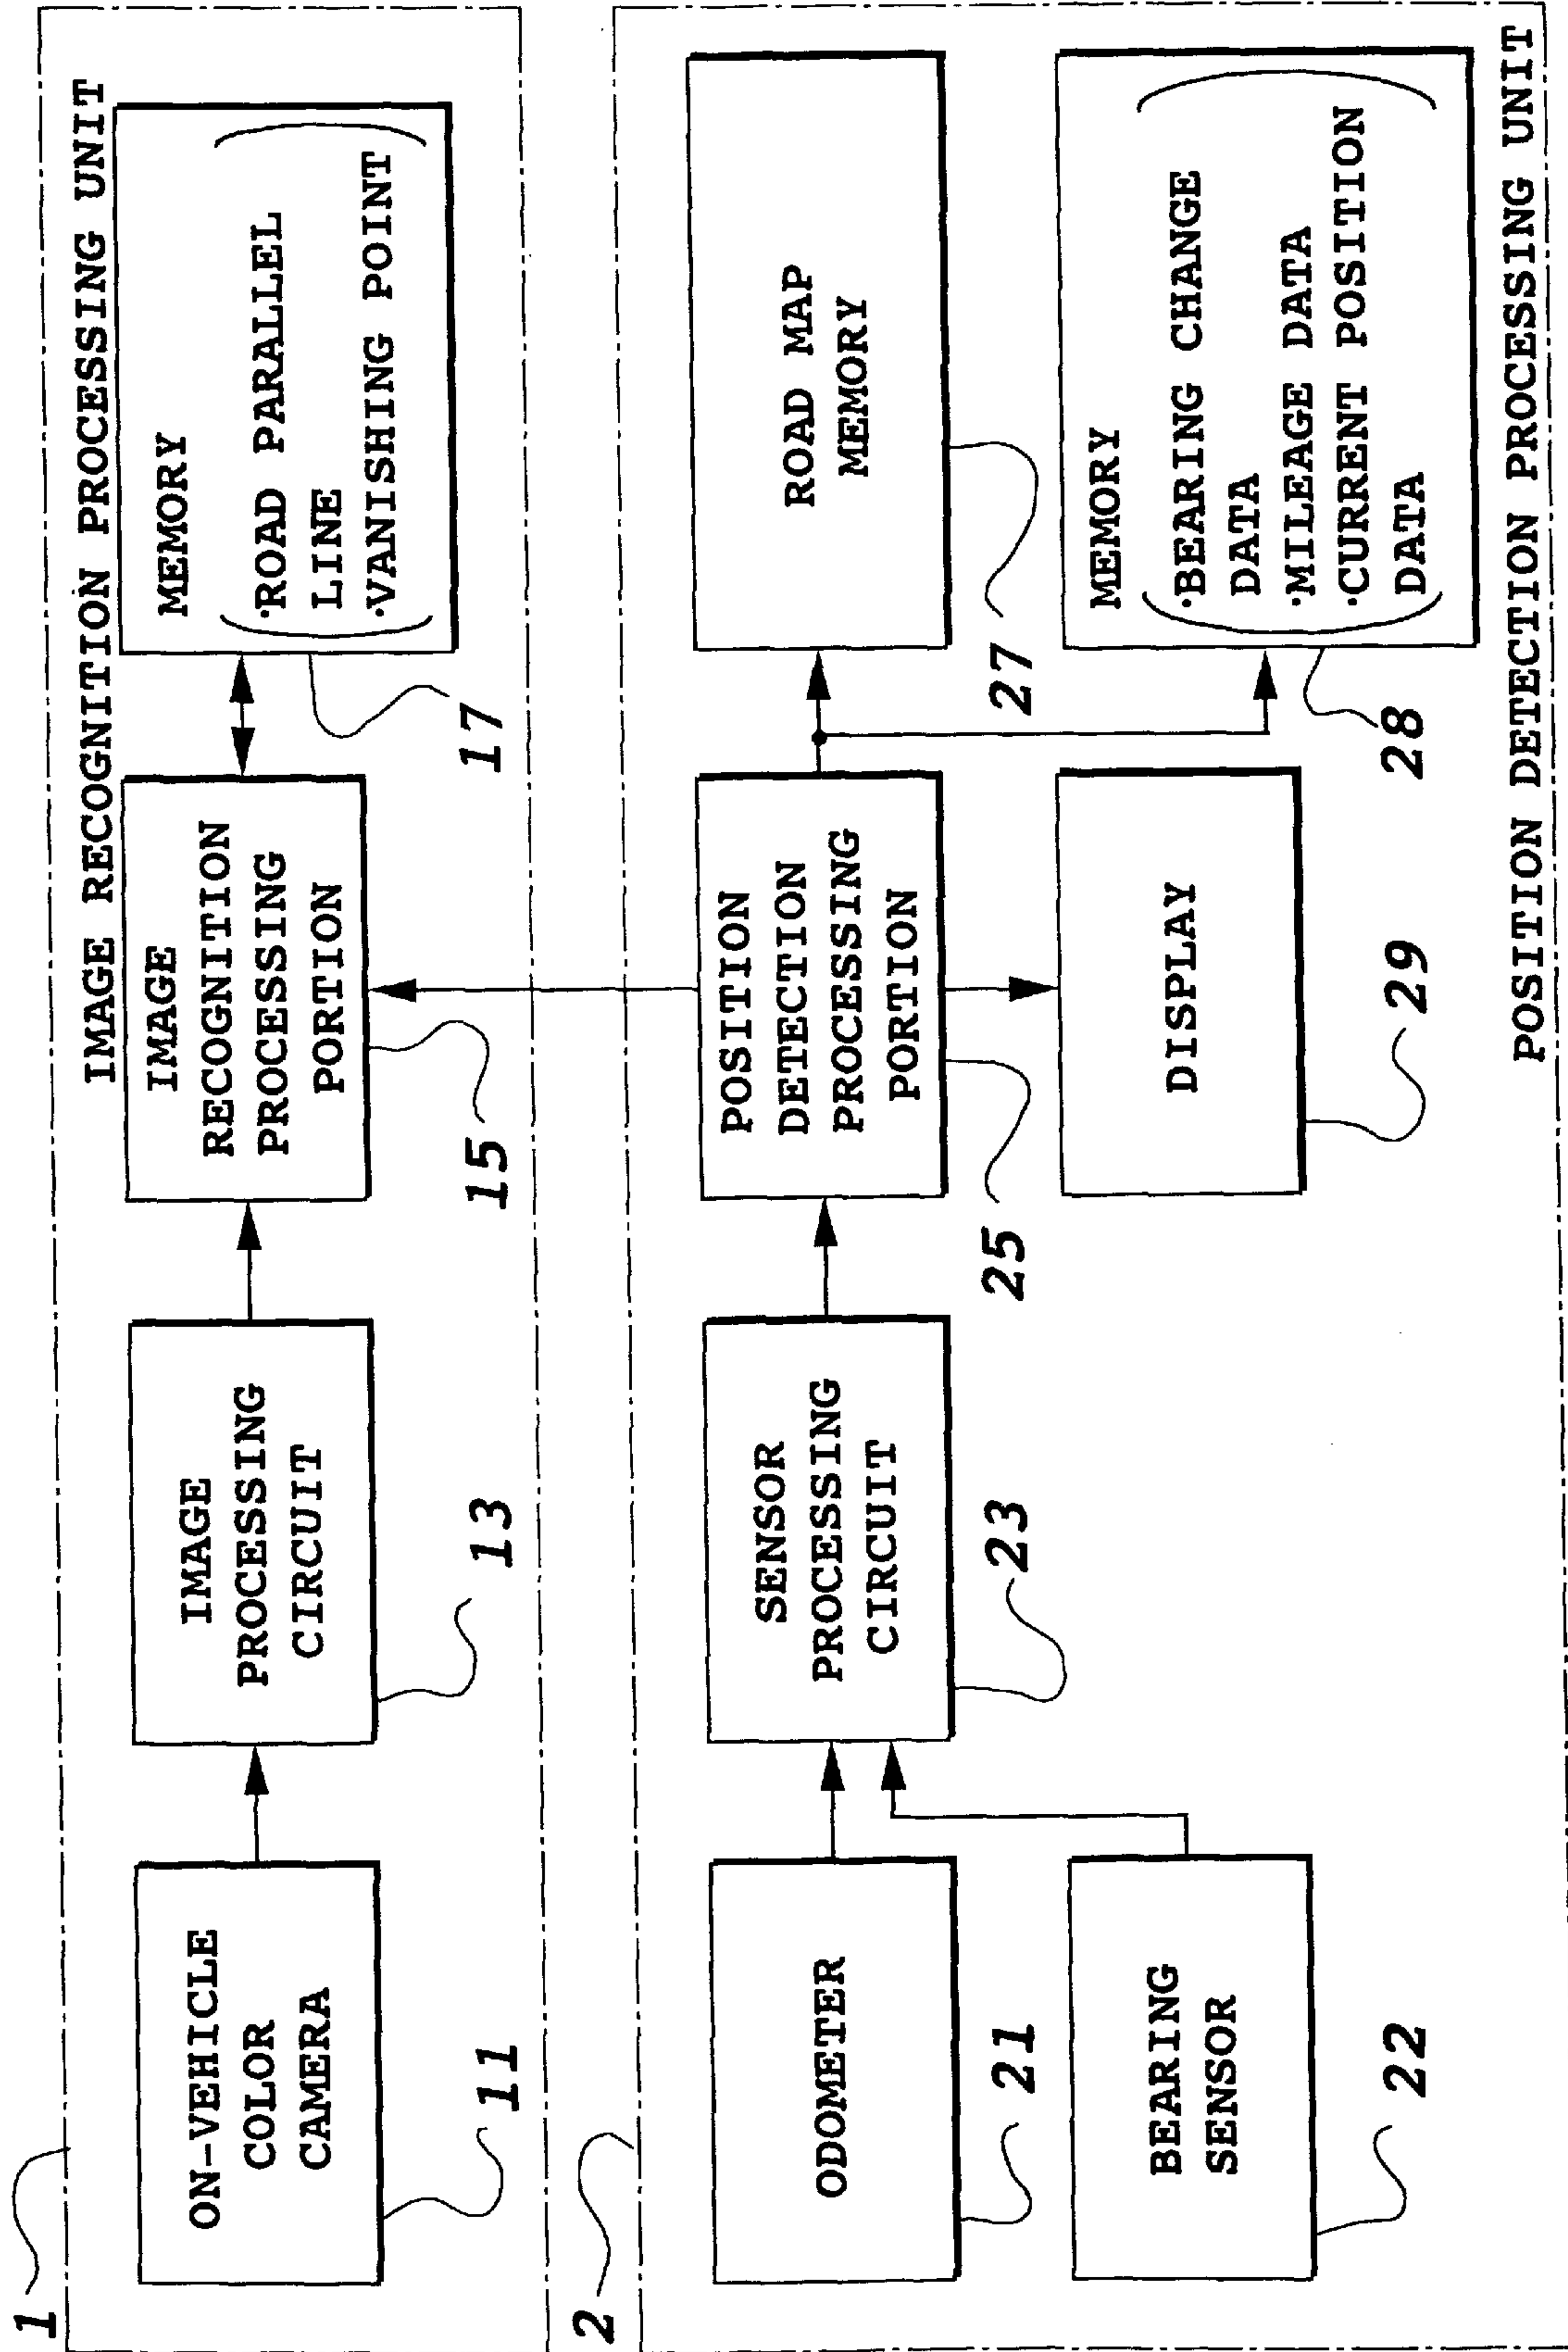 1
IMAGE RECOGNITION PROCESSING UNIT
ON-VEHICLE
COLOR
CAMERA
11
IMAGE
PROCESSING
CIRCUIT
13
IMAGE
RECOGNITION
PROCESSING
PORTION
15
MEMORY
·ROAD PARALLEL
LINE
·VANISHING POINT
17
2
ODOMETER
21
BEARING
SENSOR
22
SENSOR
PROCESSING
CIRCUIT
23
POSITION
DETECTION
PROCESSING
PORTION
25
DISPLAY
29
ROAD MAP
MEMORY
27
MEMORY
·BEARING CHANGE
DATA
·MILEAGE DATA
·CURRENT POSITION
DATA
28
POSITION DETECTION PROCESSING UNIT